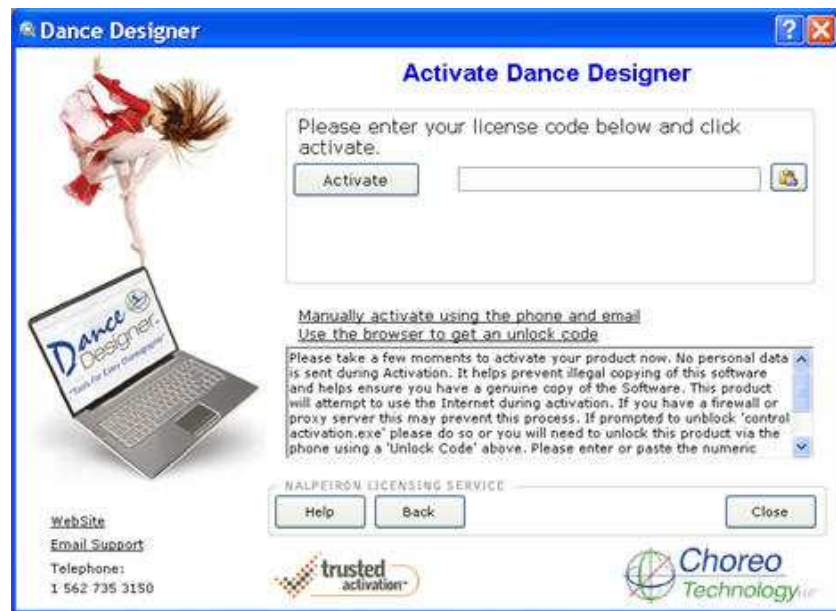 Dance Designer
Activate Dance Designer
Please enter your license code below and click
activate.
Activate
Dance
Designer
"Tools For Every Choreographer"
Manually activate using the phone and email
Use the browser to get an unlock code
Please take a few moments to activate your product now. No personal data
is sent during Activation. It helps prevent illegal copying of this software
and helps ensure you have a genuine copy of the Software. This product
will attempt to use the Internet during activation. If you have a firewall or
proxy server this may prevent this process. If prompted to unblock 'control
activation.exe' please do so or you will need to unlock this product via the
phone using a 'Unlock Code' above. Please enter or paste the numeric
NALPEIRON LICENSING SERVICE
Help
Back
Close
WebSite
Email Support
Telephone:
1 562 735 3150
trusted
activation
Choreo
Technology